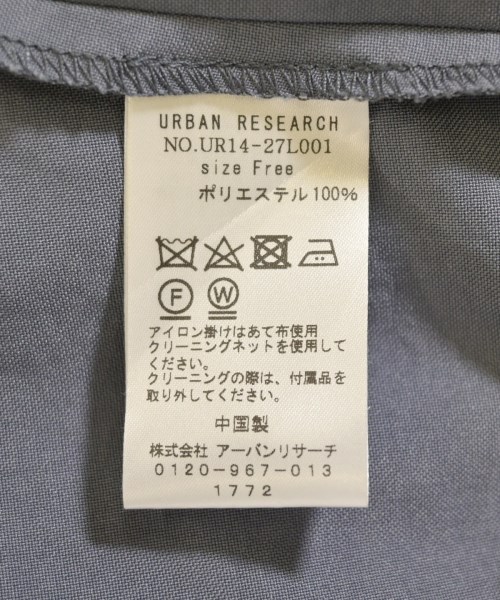 URBAN RESEARCH
NO.UR14-27L001
size Free
ポリエステル100%
F W
アイロン掛けはあて布使用
クリーニングネットを使用して
ください。
クリーニングの際は、付属品を
取り外してください。
中国製
株式会社 アーバンリサーチ
0120-967-013
1772